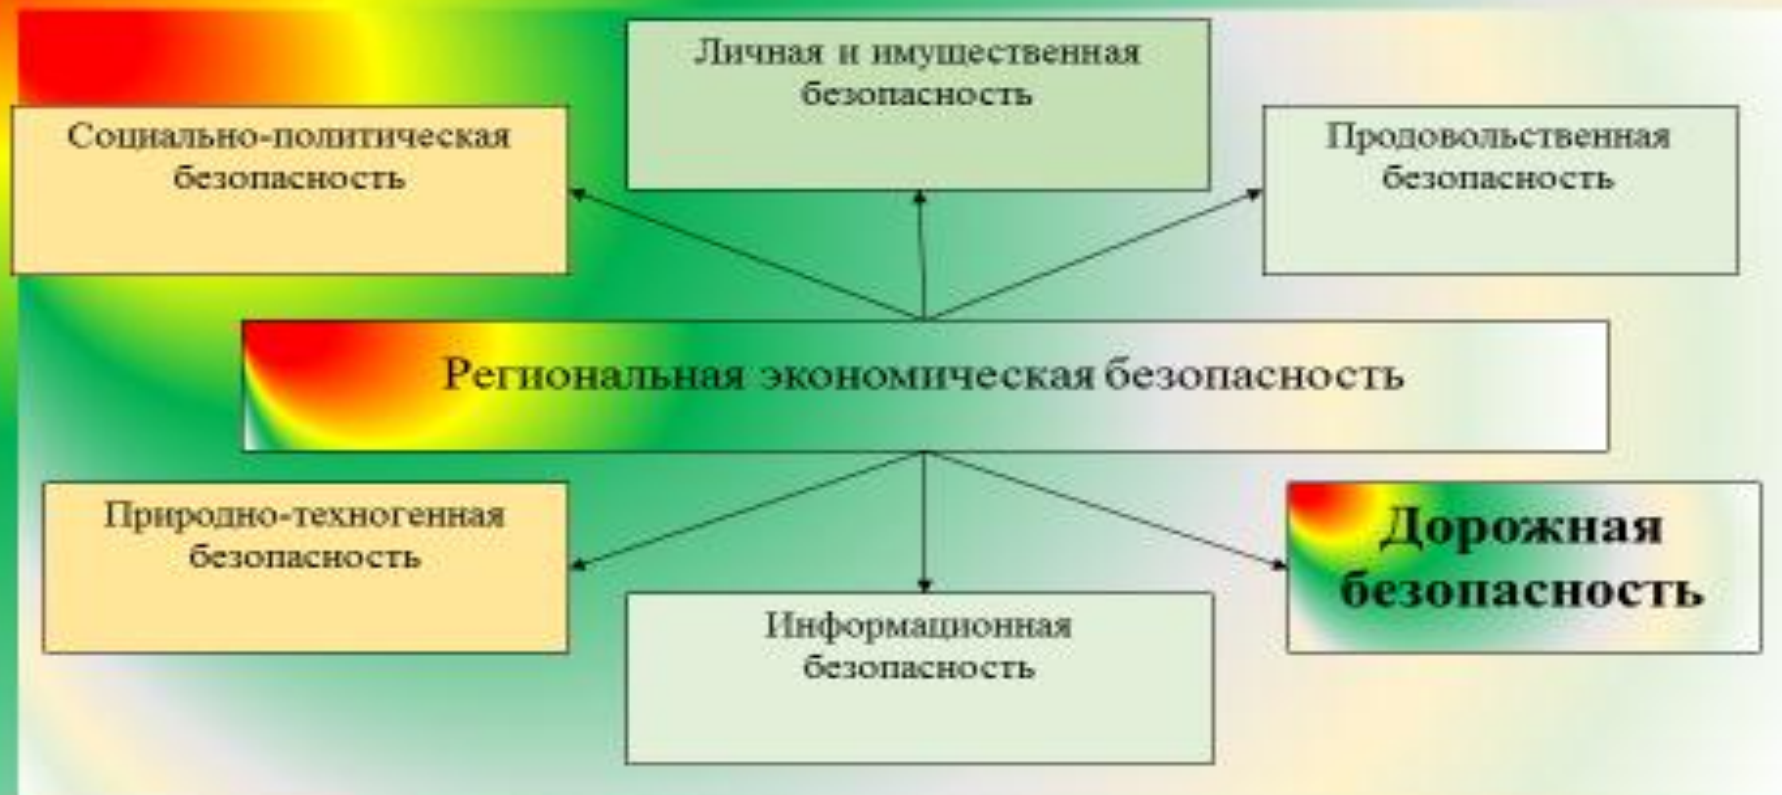 Личная и имущественная
безопасность
Социально-политическая
безопасность
Продовольственная
безопасность
Региональная экономическая безопасность
Природно-техногенная
безопасность
Информационная
безопасность
Дорожная
безопасность